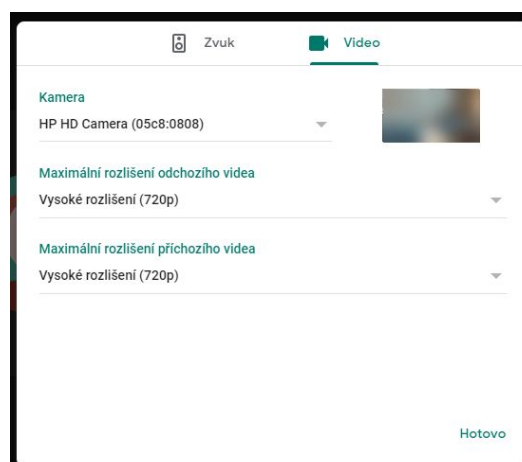 Zvuk
Video
Kamera
HP HD Camera (05c8:0808)
Maximální rozlišení odchozího videa
Vysoké rozlišení (720p)
Maximální rozlišení příchozího videa
Vysoké rozlišení (720p)
Hotovo